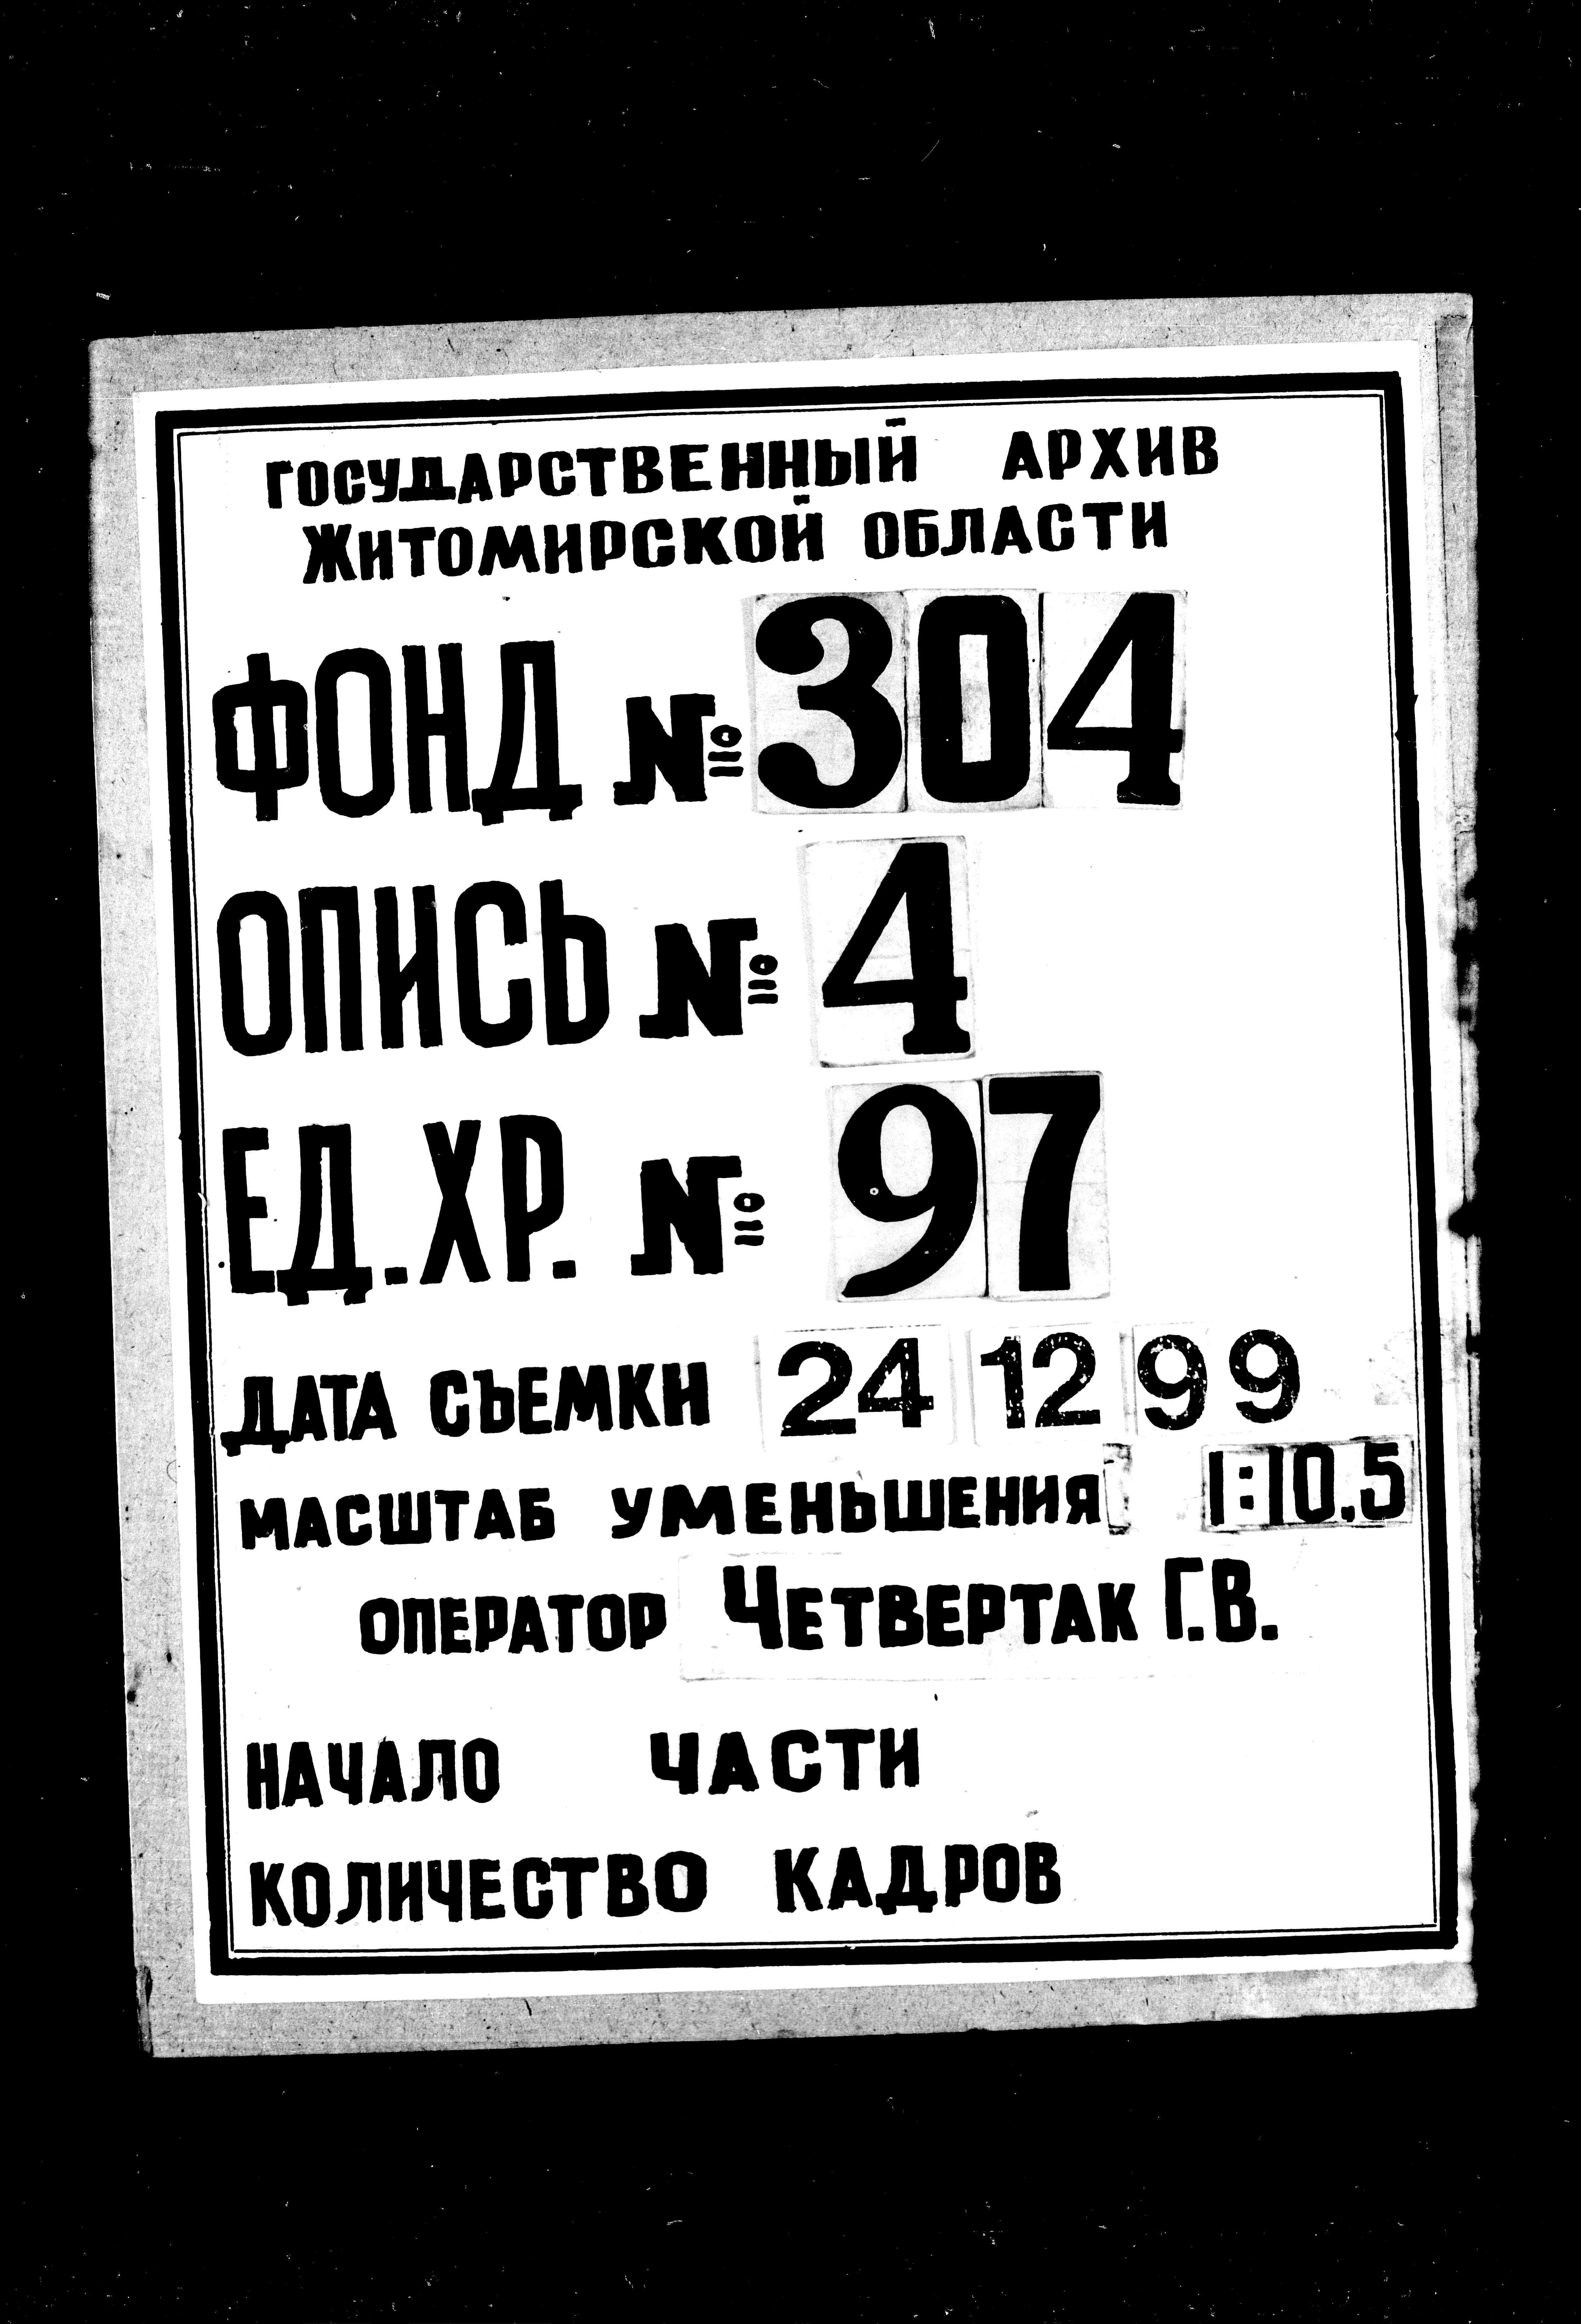 ГОСУДАРСТВЕННЫЙ АРХИВ
ЖИТОМИРСКОЙ ОБЛАСТИ
ФОНД № 304
ОПИСЬ № 4
ЕД.ХР. № 97
ДАТА СЪЕМКИ 24 12 99
МАСШТАБ УМЕНЬШЕНИЯ 1:10.5
ОПЕРАТОР ЧЕТВЕРТАК Г.В.
НАЧАЛО ЧАСТИ
КОЛИЧЕСТВО КАДРОВ